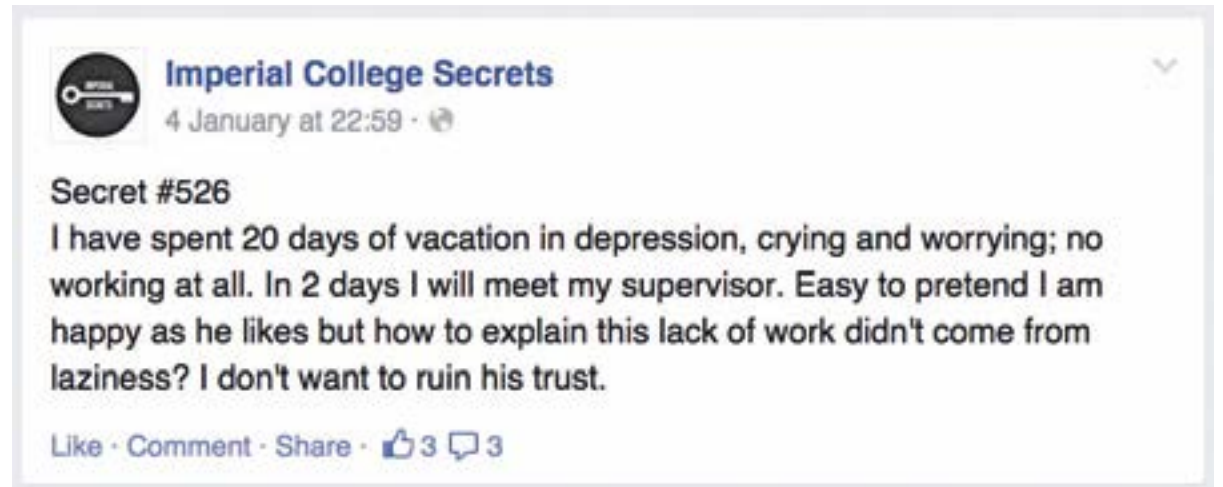 IMPERIAL
SECRETS
Imperial College Secrets
4 January at 22:59 ·
Secret #526
I have spent 20 days of vacation in depression, crying and worrying; no
working at all. In 2 days I will meet my supervisor. Easy to pretend I am
happy as he likes but how to explain this lack of work didn't come from
laziness? I don't want to ruin his trust.
Like · Comment · Share · 3 3